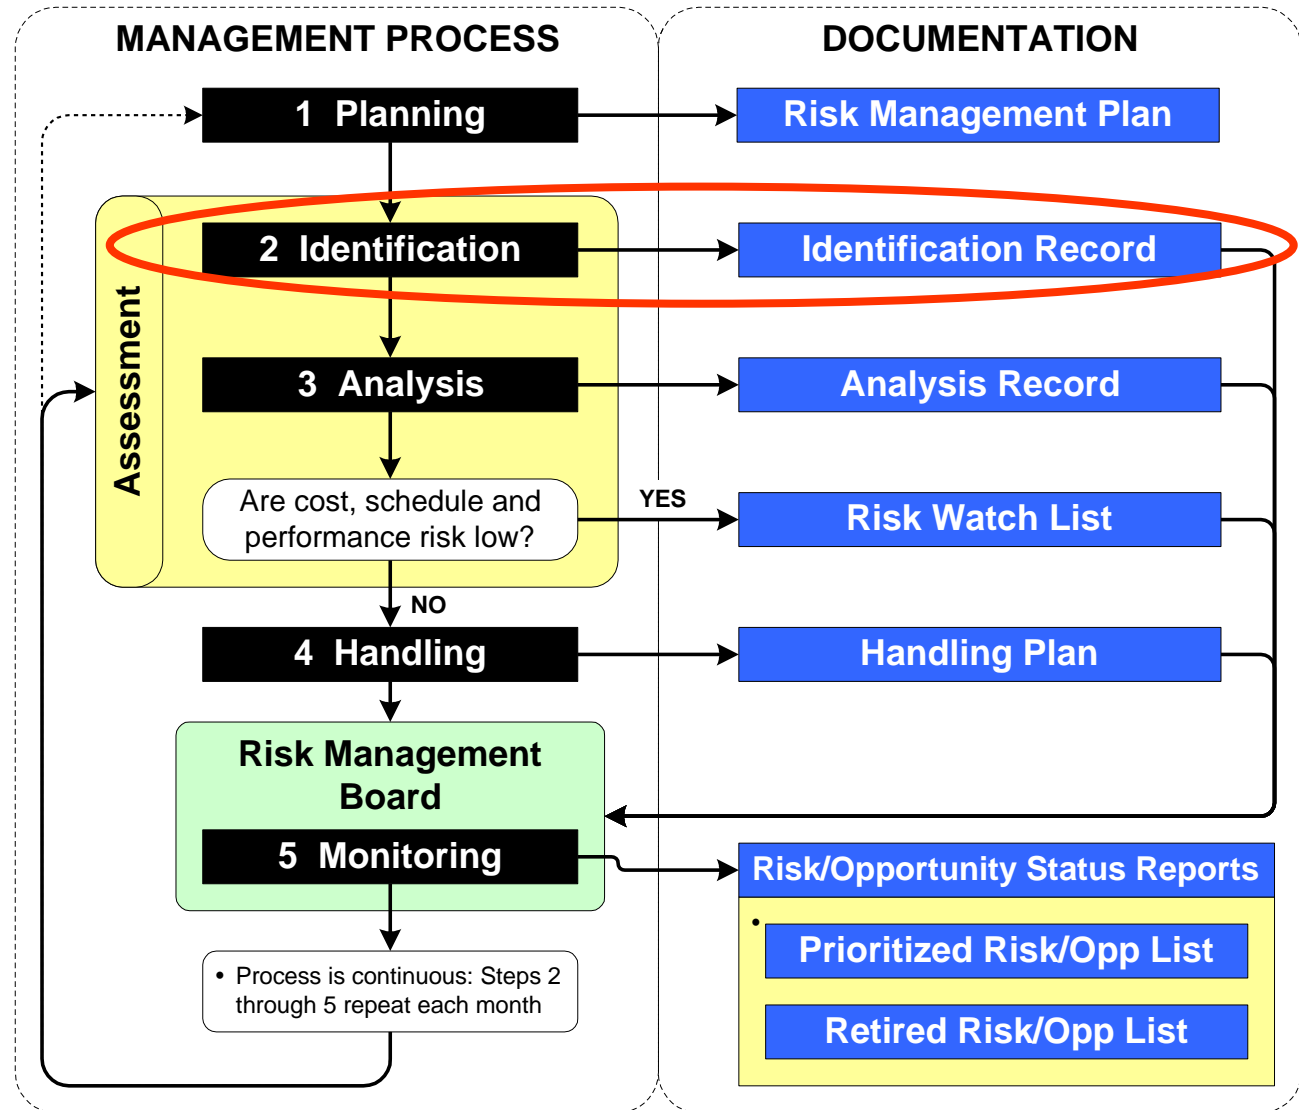 MANAGEMENT PROCESS
DOCUMENTATION
1 Planning
Risk Management Plan
2 Identification
Identification Record
Assessment
3 Analysis
Analysis Record
Are cost, schedule and
performance risk low?
YES
Risk Watch List
NO
4 Handling
Handling Plan
Risk Management
Board
5 Monitoring
Risk/Opportunity Status Reports
•
Prioritized Risk/Opp List
• Process is continuous: Steps 2
through 5 repeat each month
Retired Risk/Opp List